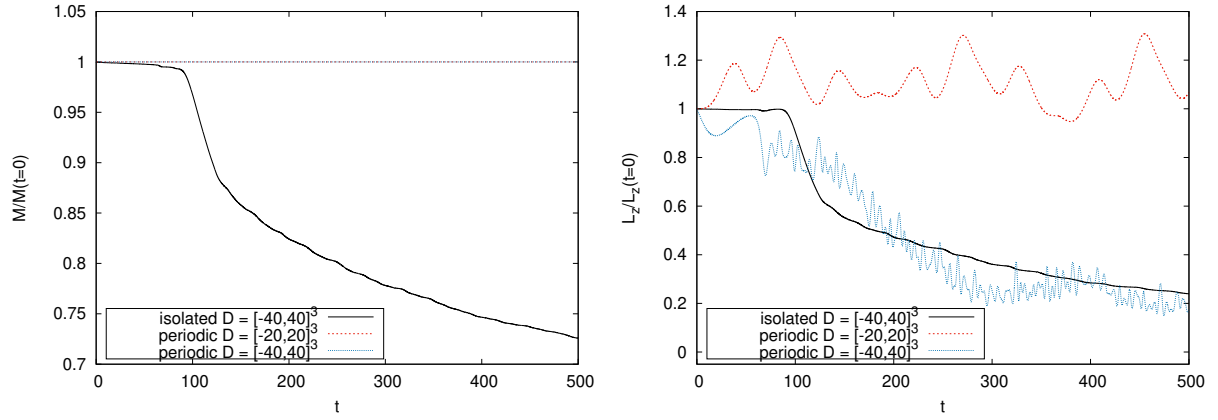 1.05
1
0.95
0.9
0.85
0.8
0.75
0.7
M/M(t=0)
isolated D = [-40,40]³
periodic D = [-20,20]³
periodic D = [-40,40]³
0 100 200 300 400 500
t
1.4
1.2
1
0.8
0.6
0.4
0.2
0
L_z/L_z(t=0)
isolated D = [-40,40]³
periodic D = [-20,20]³
periodic D = [-40,40]³
0 100 200 300 400 500
t